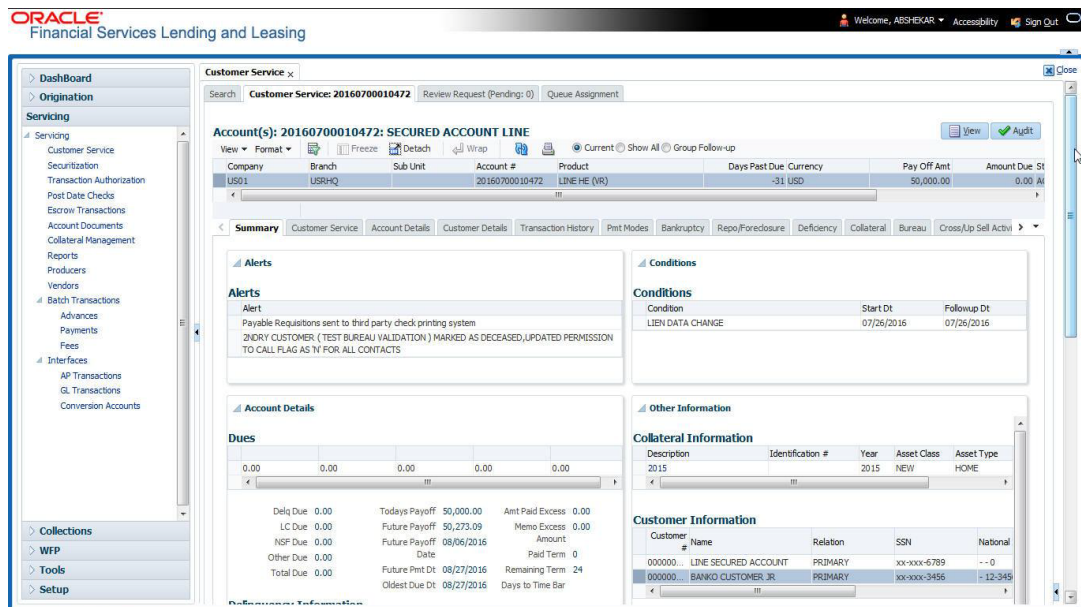 ORACLE
Financial Services Lending and Leasing
Welcome, ABSHEKAR Accessibility Sign Out
Close
DashBoard
Origination
Servicing
Servicing
Customer Service
Securitization
Transaction Authorization
Post Date Checks
Escrow Transactions
Account Documents
Collateral Management
Reports
Producers
Vendors
Batch Transactions
Advances
Payments
Fees
Interfaces
AP Transactions
GL Transactions
Conversion Accounts
Collections
WFP
Tools
Setup
Customer Service x
Search Customer Service: 20160700010472 Review Request (Pending: 0) Queue Assignment
Account(s): 20160700010472: SECURED ACCOUNT LINE
View Audit
View Format Freeze Detach Wrap Current Show All Group Follow-up
Company Branch Sub Unit Account # Product Days Past Due Currency Pay Off Amt Amount Due St
US01 USRHQ 20160700010472 LINE HE (VR) -31 USD 50,000.00 0.00
Summary Customer Service Account Details Customer Details Transaction History Pmt Modes Bankruptcy Repo/Foreclosure Deficiency Collateral Bureau Cross/Up Sell Activi
Alerts
Alerts
Alert
Payable Requisitions sent to third party check printing system
2NDRY CUSTOMER ( TEST BUREAU VALIDATION ) MARKED AS DECEASED,UPDATED PERMISSION
TO CALL FLAG AS 'N' FOR ALL CONTACTS
Conditions
Conditions
Condition Start Dt Followup Dt
LIEN DATA CHANGE 07/26/2016 07/26/2016
Account Details
Dues
0.00 0.00 0.00 0.00 0.00
Delq Due 0.00 Todays Payoff 50,000.00 Amt Paid Excess 0.00
LC Due 0.00 Future Payoff 50,273.09 Memo Excess 0.00
Amount
NSF Due 0.00 Future Payoff 08/06/2016
Date
Other Due 0.00 Paid Term 0
Total Due 0.00 Future Pmt Dt 08/27/2016 Remaining Term 24
Oldest Due Dt 08/27/2016 Days to Time Bar
Delinquency Information
Other Information
Collateral Information
Description Identification # Year Asset Class Asset Type
2015 2015 NEW HOME
Customer Information
Customer # Name Relation SSN National
000000... LINE SECURED ACCOUNT PRIMARY xx-xxx-6789 - - 0
000000... BANKO CUSTOMER JR PRIMARY xx-xxx-3456 - 12-345